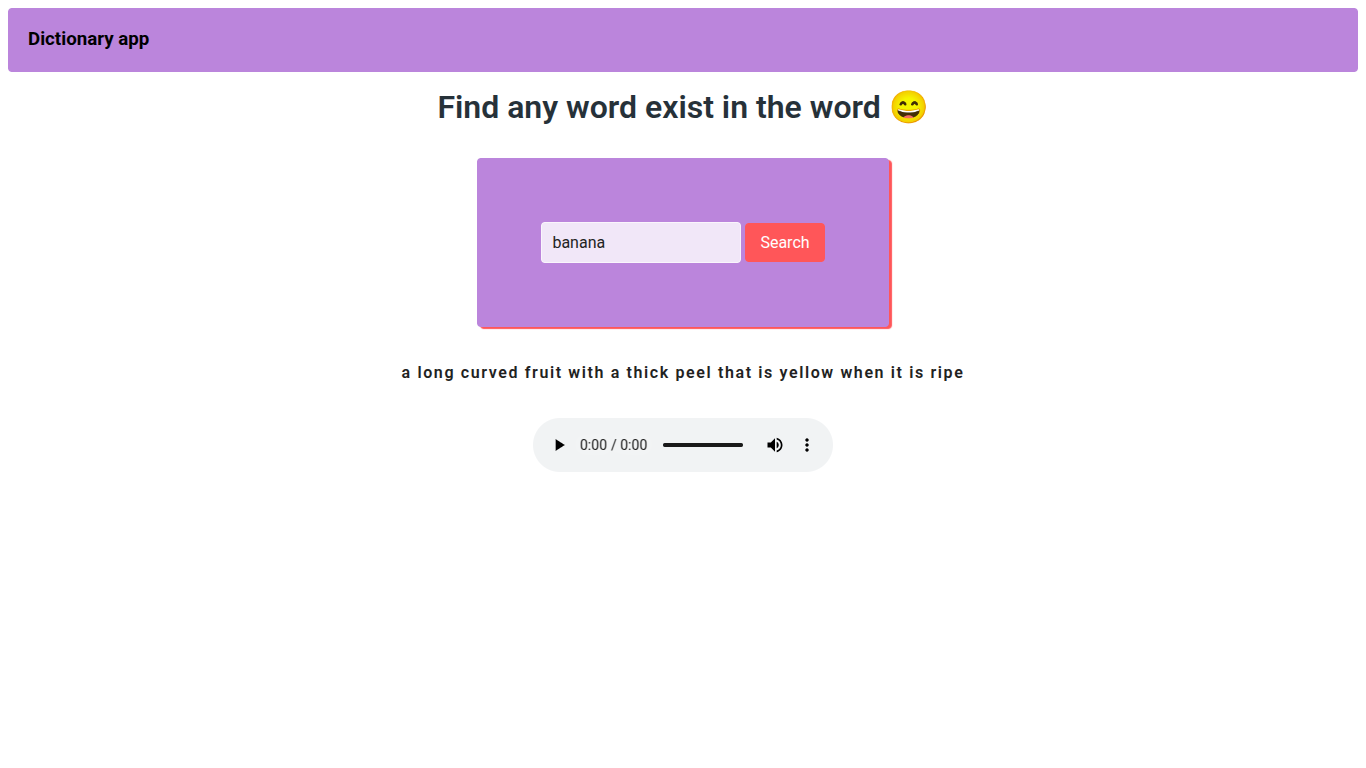 Dictionary app
Find any word exist in the word 😄
banana
Search
a long curved fruit with a thick peel that is yellow when it is ripe
0:00 / 0:00